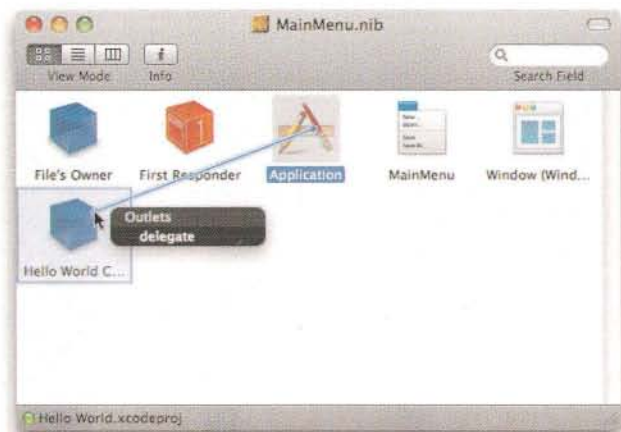 MainMenu.nib
View Mode
Info
Search Field
File's Owner
First Responder
Application
MainMenu
Window (Wind...
Outlets
delegate
Hello World C...
Hello World.xcodeproj